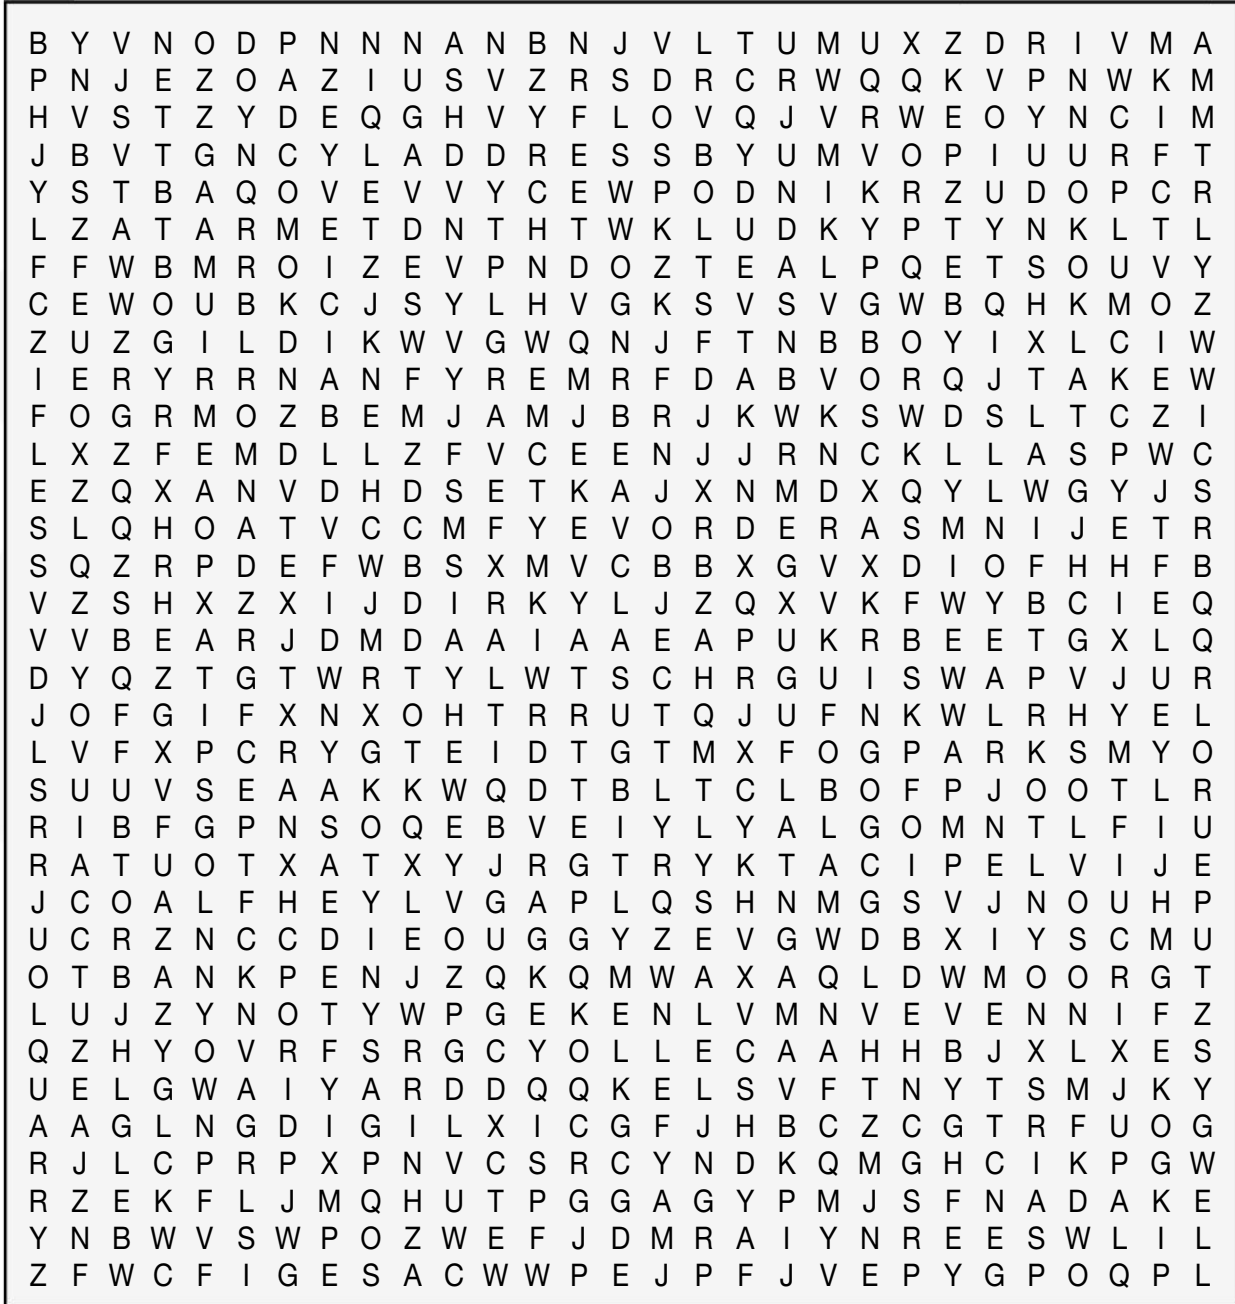 B Y V N O D P N N N A N B N J V L T U M U X Z D R I V M A
P N J E Z O A Z I U S V Z R S D R C R W Q Q K V P N W K M
H V S T Z Y D E Q G H V Y F L O V Q J V R W E O Y N C I M
J B V T G N C Y L A D D R E S S B Y U M V O P I U U R F T
Y S T B A Q O V E V V Y C E W P O D N I K R Z U D O P C R
L Z A T A R M E T D N T H T W K L U D K Y P T Y N K L T L
F F W B M R O I Z E V P N D O Z T E A L P Q E T S O U V Y
C E W O U B K C J S Y L H V G K S V S V G W B Q H K M O Z
Z U Z G I L D I K W V G W Q N J F T N B B O Y I X L C I W
I E R Y R R N A N F Y R E M R F D A B V O R Q J T A K E W
F O G R M O Z B E M J A M J B R J K W K S W D S L T C Z I
L X Z F E M D L L Z F V C E E N J J R N C K L L A S P W C
E Z Q X A N V D H D S E T K A J X N M D X Q Y L W G Y J S
S L Q H O A T V C C M F Y E V O R D E R A S M N I J E T R
S Q Z R P D E F W B S X M V C B B X G V X D I O F H H F B
V Z S H X Z X I J D I R K Y L J Z Q X V K F W Y B C I E Q
V V B E A R J D M D A A I A A E A P U K R B E E T G X L Q
D Y Q Z T G T W R T Y L W T S C H R G U I S W A P V J U R
J O F G I F X N X O H T R R U T Q J U F N K W L R H Y E L
L V F X P C R Y G T E I D T G T M X F O G P A R K S M Y O
S U U V S E A A K K W Q D T B L T C L B O F P J O O T L R
R I B F G P N S O Q E B V E I Y L Y A L G O M N T L F I U
R A T U O T X A T X Y J R G T R Y K T A C I P E L V I J E
J C O A L F H E Y L V G A P L Q S H N M G S V J N O U H P
U C R Z N C C D I E O U G G Y Z E V G W D B X I Y S C M U
O T B A N K P E N J Z Q K Q M W A X A Q L D W M O O R G T
L U J Z Y N O T Y W P G E K E N L V M N V E V E N N I F Z
Q Z H Y O V R F S R G C Y O L L E C A A H H B J X L X E S
U E L G W A I Y A R D D Q Q K E L S V F T N Y T S M J K Y
A A G L N G D I G I L X I C G F J H B C Z C G T R F U O G
R J L C P R P X P N V C S R C Y N D K Q M G H C I K P G W
R Z E K F L J M Q H U T P G G A G Y P M J S F N A D A K E
Y N B W V S W P O Z W E F J D M R A I Y N R E E S W L I L
Z F W C F I G E S A C W W P E J P F J V E P Y G P O Q P L